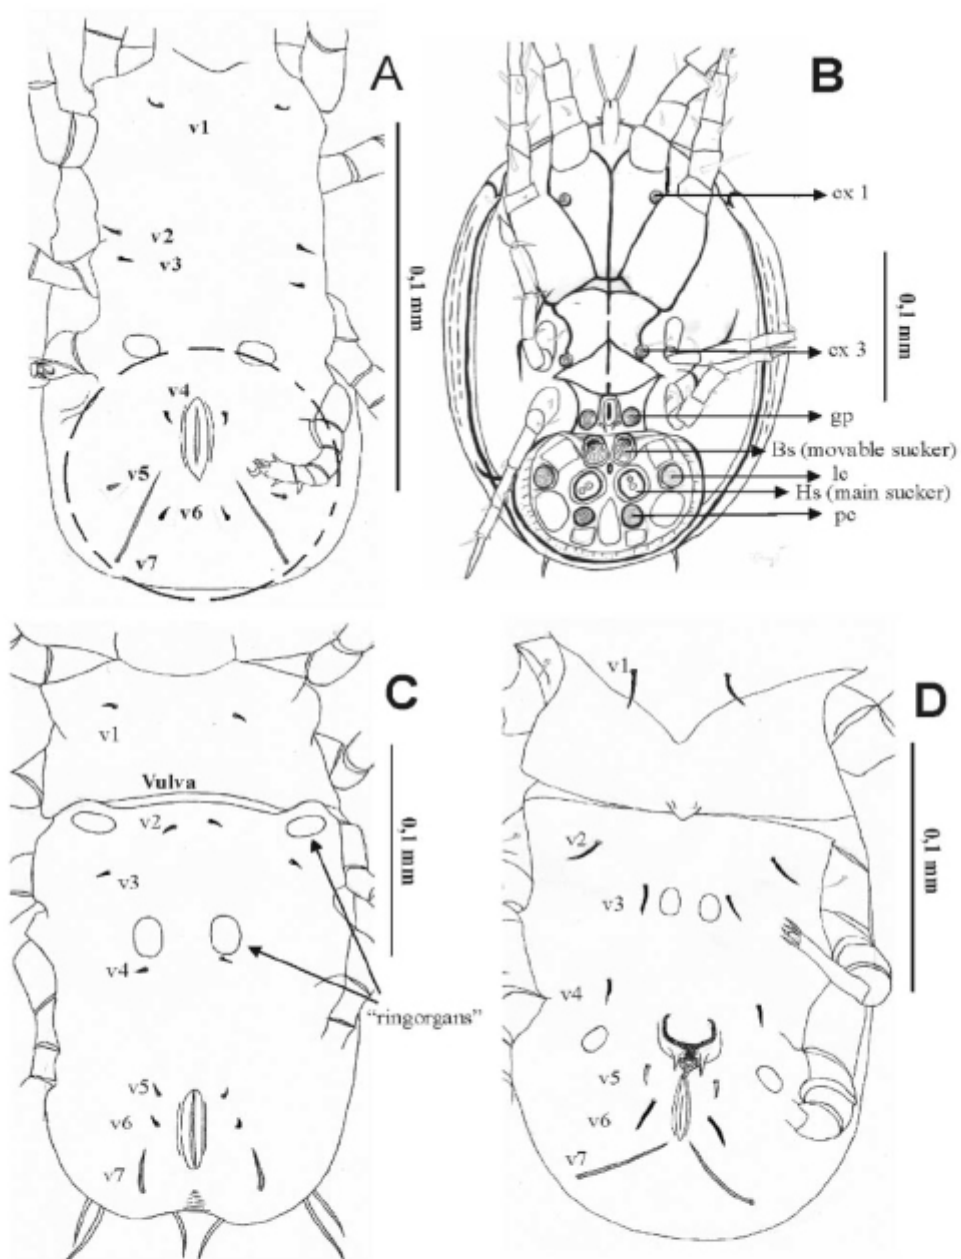 A
v1
v2
v3
0,1 mm
v4
v5
v6
v7
B
cx 1
0,1 mm
cx 3
gp
Bs (movable sucker)
lc
Hs (main sucker)
pc
C
v1
Vulva
v2
0,1 mm
v3
v4
"ringorgans"
v5
v6
v7
v1
D
v2
0,1 mm
v3
v4
v5
v6
v7